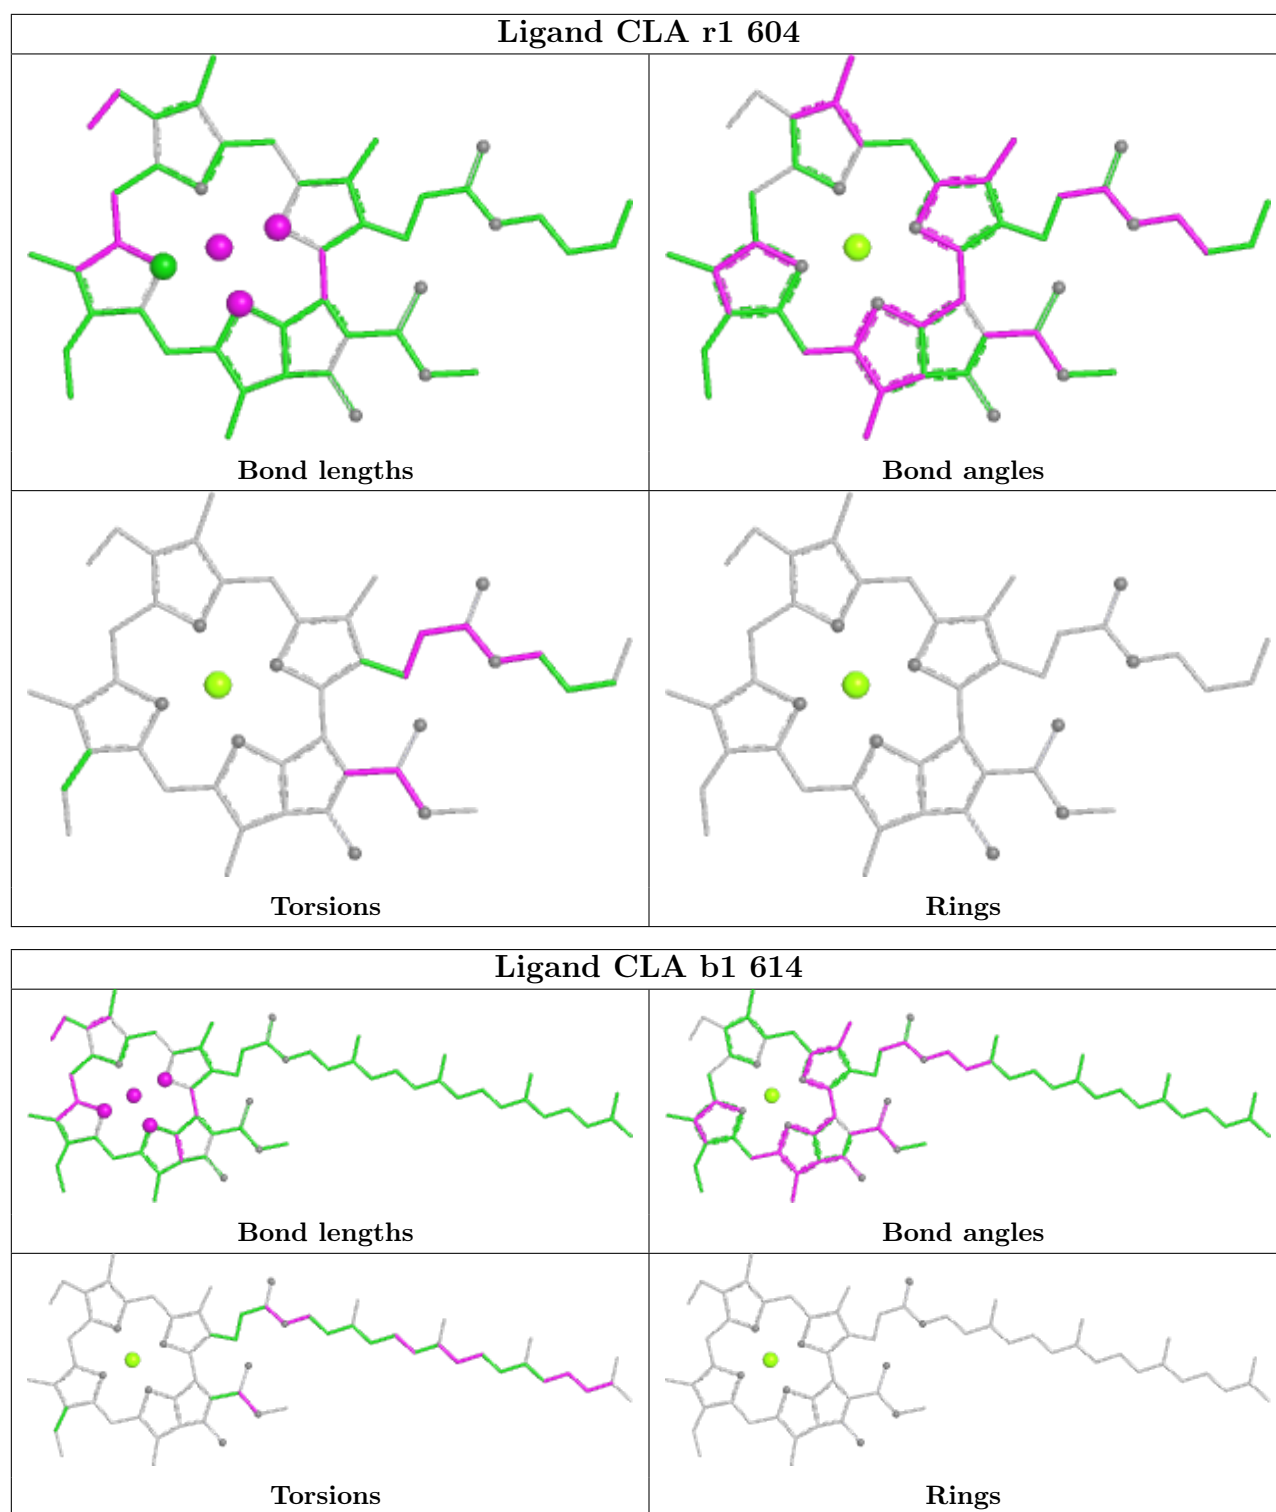 Ligand CLA r1 604
Bond lengths
Bond angles
Torsions
Rings
Ligand CLA b1 614
Bond lengths
Bond angles
Torsions
Rings